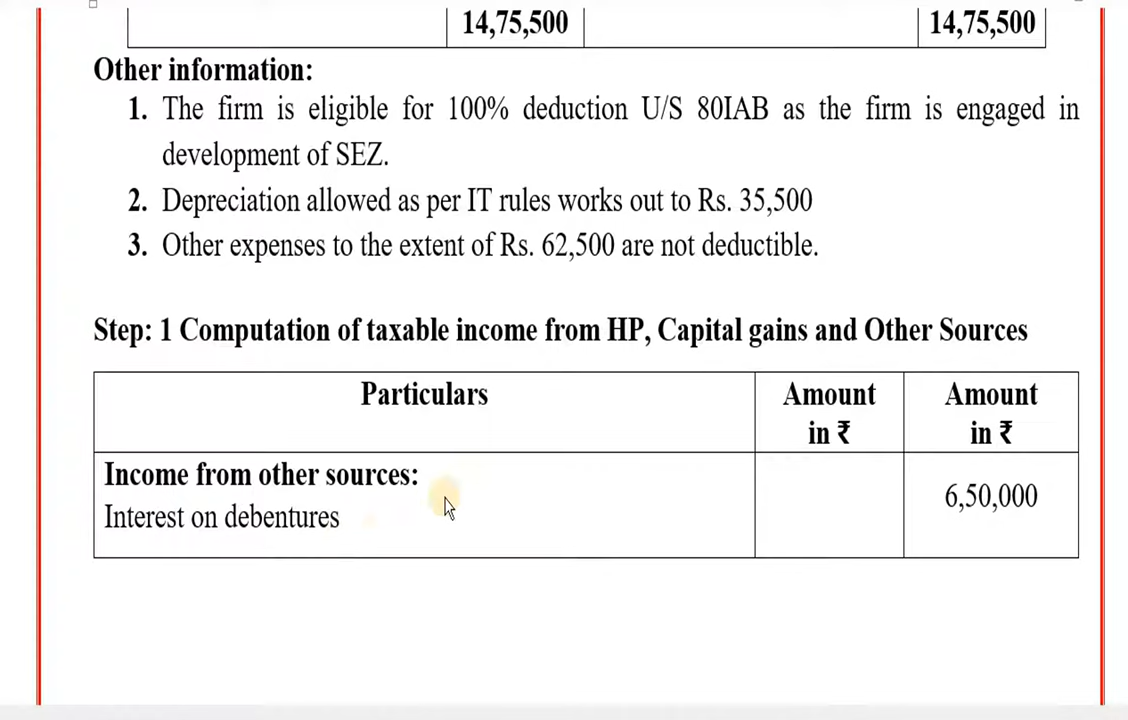 14,75,500 14,75,500
Other information:
1. The firm is eligible for 100% deduction U/S 80IAB as the firm is engaged in
development of SEZ.
2. Depreciation allowed as per IT rules works out to Rs. 35,500
3. Other expenses to the extent of Rs. 62,500 are not deductible.
Step: 1 Computation of taxable income from HP, Capital gains and Other Sources
Particulars Amount in ₹ Amount in ₹
Income from other sources:
Interest on debentures 6,50,000